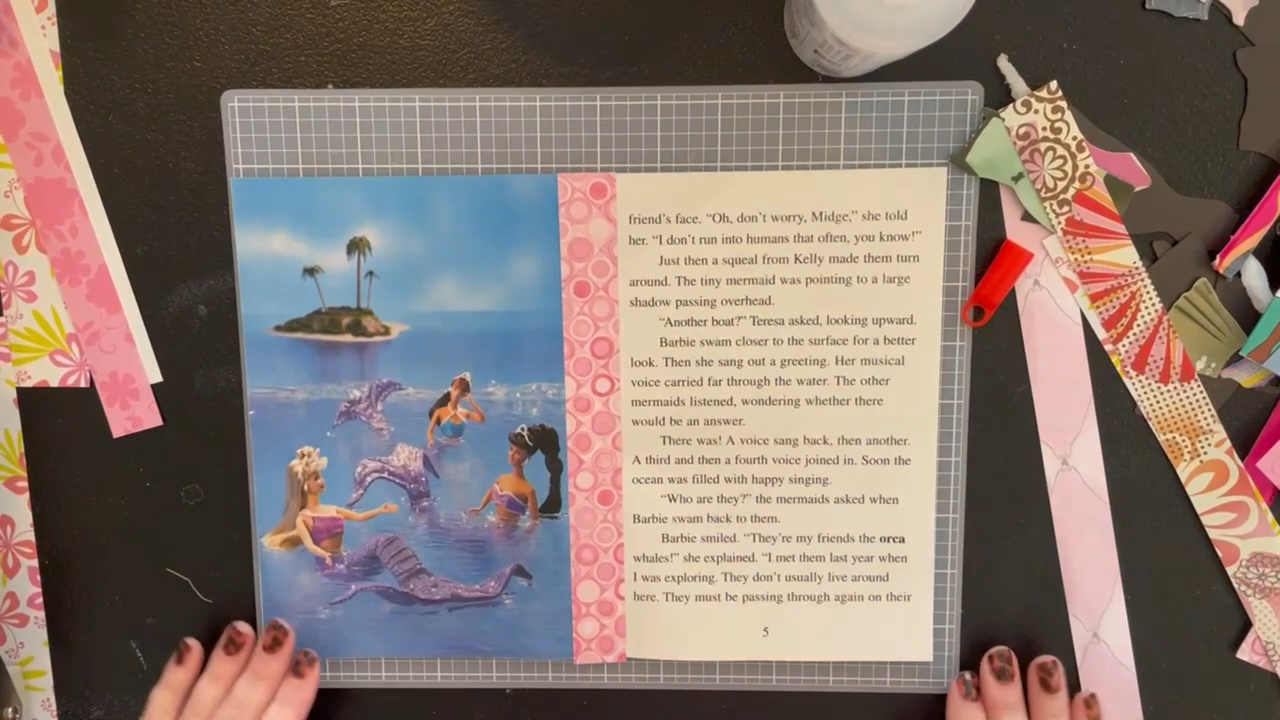 friend's face. “Oh, don't worry, Midge,” she told
her. “I don't run into humans that often, you know!”
Just then a squeal from Kelly made them turn
around. The tiny mermaid was pointing to a large
shadow passing overhead.
“Another boat?” Teresa asked, looking upward.
Barbie swam closer to the surface for a better
look. Then she sang out a greeting. Her musical
voice carried far through the water. The other
mermaids listened, wondering whether there
would be an answer.
There was! A voice sang back, then another.
A third and then a fourth voice joined in. Soon the
ocean was filled with happy singing.
“Who are they?” the mermaids asked when
Barbie swam back to them.
Barbie smiled. “They're my friends the orca
whales!” she explained. “I met them last year when
I was exploring. They don't usually live around
here. They must be passing through again on their
5